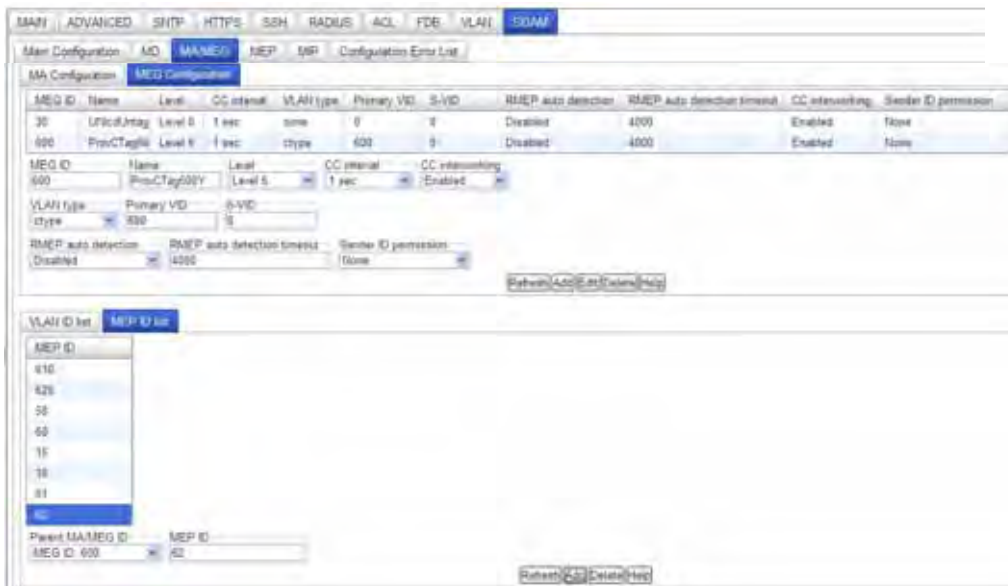 MAIN ADVANCED SNTP HTTPS SSH RADIUS ACL FDB VLAN SOAM
Main Configuration MD MA/MEG MEP MIP Configuration Error List
MA Configuration MEG Configuration
MEG ID Name Level CC interval VLAN type Primary VID S-VID RMEP auto detection RMEP auto detection timeout CC interworking Sender ID permission
30 Level 0 1 sec none 0 0 Disabled 4000 Enabled None
600 Level 6 1 sec ctype 600 0 Disabled 4000 Enabled None
MEG ID Name Level CC interval CC interworking
600 ProvCTag600Y Level 6 1 sec Enabled
VLAN type Primary VID S-VID
ctype 600 0
RMEP auto detection RMEP auto detection timeout Sender ID permission
Disabled 4000 None
Refresh Add Edit Delete Help
VLAN ID list MEP ID list
MEP ID
610
620
15
61
62
Parent MA/MEG ID MEP ID
MEG ID: 600 62
Refresh Add Delete Help